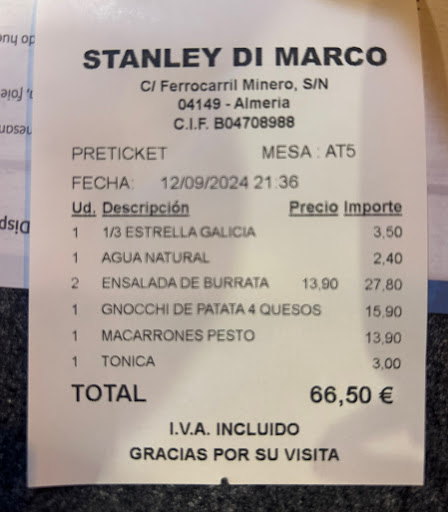 STANLEY DI MARCO
C/ Ferrocarril Minero, S/N
04149 - Almeria
C.I.F. B04708988
PRETICKET MESA : AT5
FECHA: 12/09/2024 21:36
Ud. Descripción Precio Importe
1 1/3 ESTRELLA GALICIA 3,50
1 AGUA NATURAL 2,40
2 ENSALADA DE BURRATA 13,90 27,80
1 GNOCCHI DE PATATA 4 QUESOS 15,90
1 MACARRONES PESTO 13,90
1 TONICA 3,00
TOTAL 66,50 €
I.V.A. INCLUIDO
GRACIAS POR SU VISITA